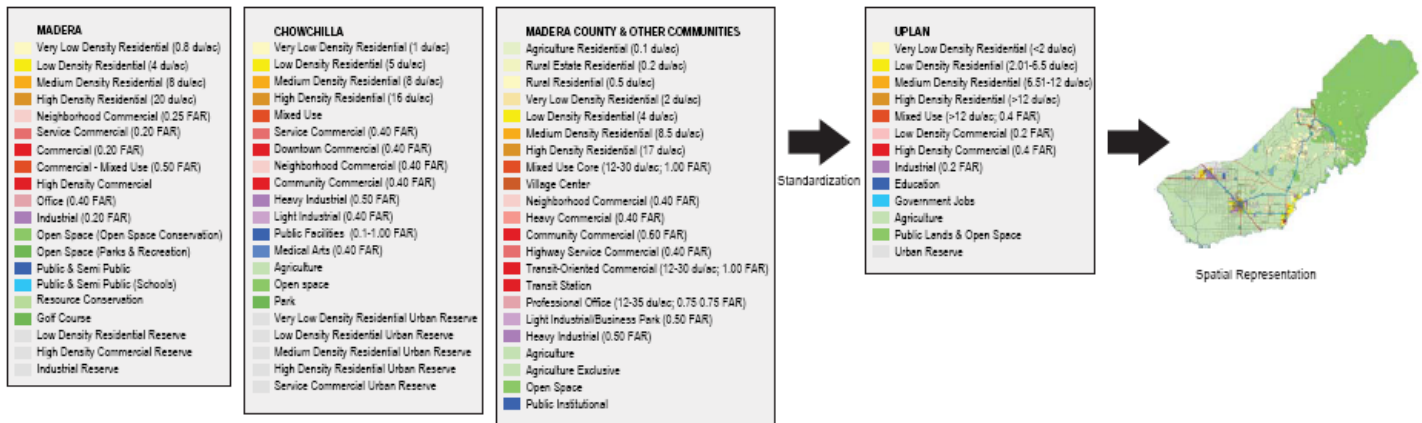 MADERA
Very Low Density Residential (0.8 du/ac)
Low Density Residential (4 du/ac)
Medium Density Residential (8 du/ac)
High Density Residential (20 du/ac)
Neighborhood Commercial (0.25 FAR)
Service Commercial (0.20 FAR)
Commercial (0.20 FAR)
Commercial - Mixed Use (0.50 FAR)
High Density Commercial
Office (0.40 FAR)
Industrial (0.20 FAR)
Open Space (Open Space Conservation)
Open Space (Parks & Recreation)
Public & Semi Public
Public & Semi Public (Schools)
Resource Conservation
Golf Course
Low Density Residential Reserve
High Density Commercial Reserve
Industrial Reserve
CHOWCHILLA
Very Low Density Residential (1 du/ac)
Low Density Residential (5 du/ac)
Medium Density Residential (8 du/ac)
High Density Residential (16 du/ac)
Mixed Use
Service Commercial (0.40 FAR)
Downtown Commercial (0.40 FAR)
Neighborhood Commercial (0.40 FAR)
Community Commercial (0.40 FAR)
Heavy Industrial (0.50 FAR)
Light Industrial (0.40 FAR)
Public Facilities (0.1-1.00 FAR)
Medical Arts (0.40 FAR)
Agriculture
Open space
Park
Very Low Density Residential Urban Reserve
Low Density Residential Urban Reserve
Medium Density Residential Urban Reserve
High Density Residential Urban Reserve
Service Commercial Urban Reserve
MADERA COUNTY & OTHER COMMUNITIES
Agriculture Residential (0.1 du/ac)
Rural Estate Residential (0.2 du/ac)
Rural Residential (0.5 du/ac)
Very Low Density Residential (2 du/ac)
Low Density Residential (4 du/ac)
Medium Density Residential (8.5 du/ac)
High Density Residential (17 du/ac)
Mixed Use Core (12-30 du/ac; 1.00 FAR)
Village Center
Neighborhood Commercial (0.40 FAR)
Heavy Commercial (0.40 FAR)
Community Commercial (0.60 FAR)
Highway Service Commercial (0.40 FAR)
Transit-Oriented Commercial (12-30 du/ac; 1.00 FAR)
Transit Station
Professional Office (12-35 du/ac; 0.75 0.75 FAR)
Light Industrial/Business Park (0.50 FAR)
Heavy Industrial (0.50 FAR)
Agriculture
Agriculture Exclusive
Open Space
Public Institutional
Standardization
UPLAN
Very Low Density Residential (<2 du/ac)
Low Density Residential (2.01-6.5 du/ac)
Medium Density Residential (6.51-12 du/ac)
High Density Residential (>12 du/ac)
Mixed Use (>12 du/ac; 0.4 FAR)
Low Density Commercial (0.2 FAR)
High Density Commercial (0.4 FAR)
Industrial (0.2 FAR)
Education
Government Jobs
Agriculture
Public Lands & Open Space
Urban Reserve
Spatial Representation